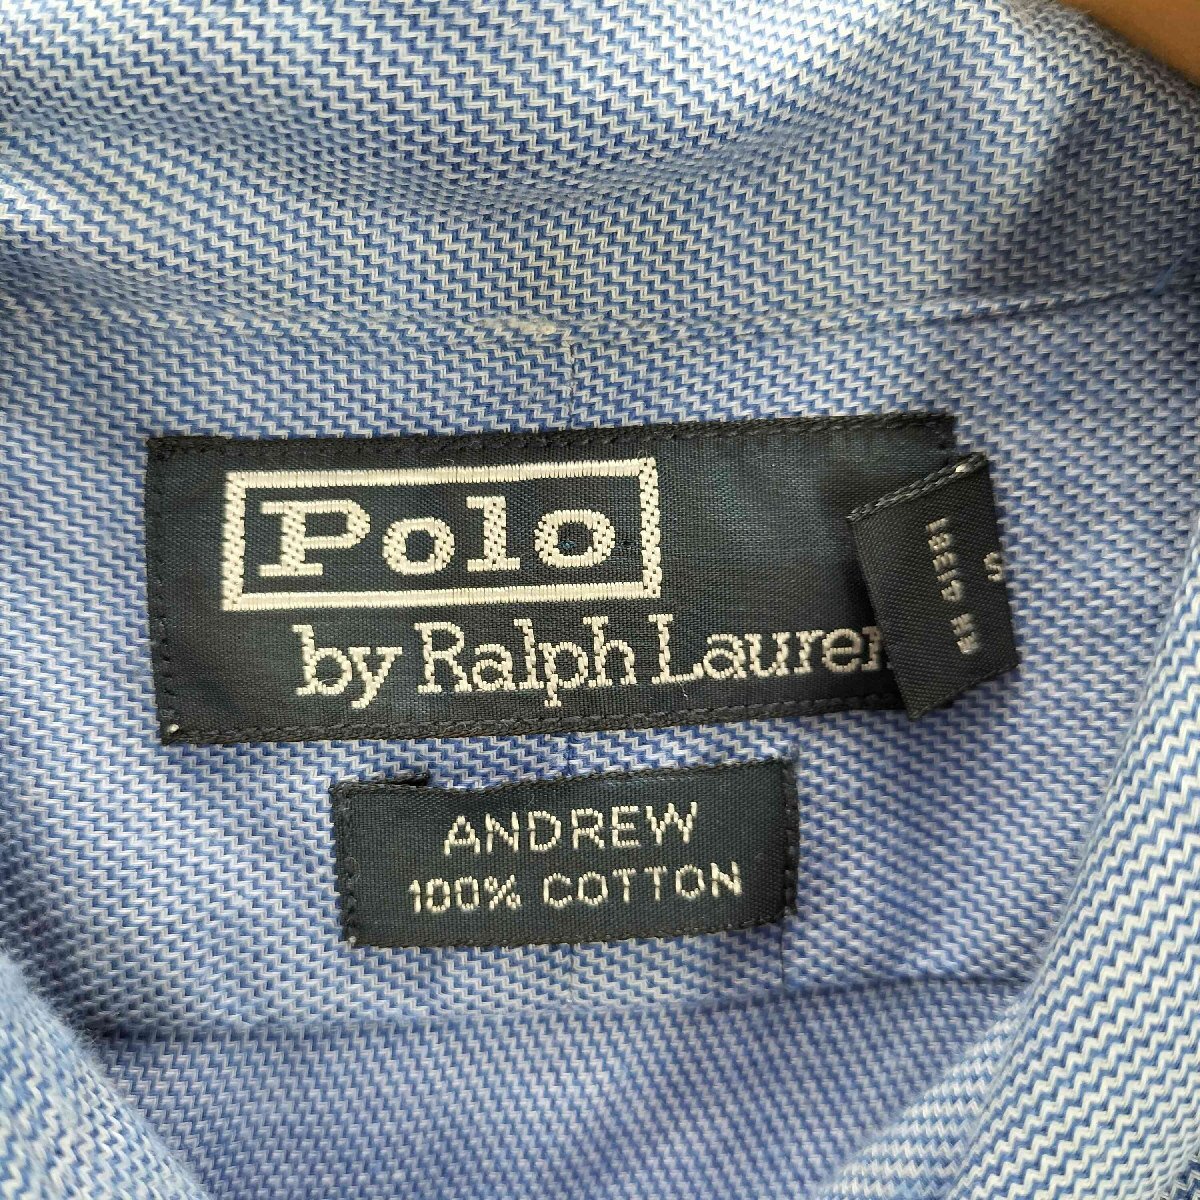 Polo
by Ralph Lauren
ANDREW
100% COTTON
S